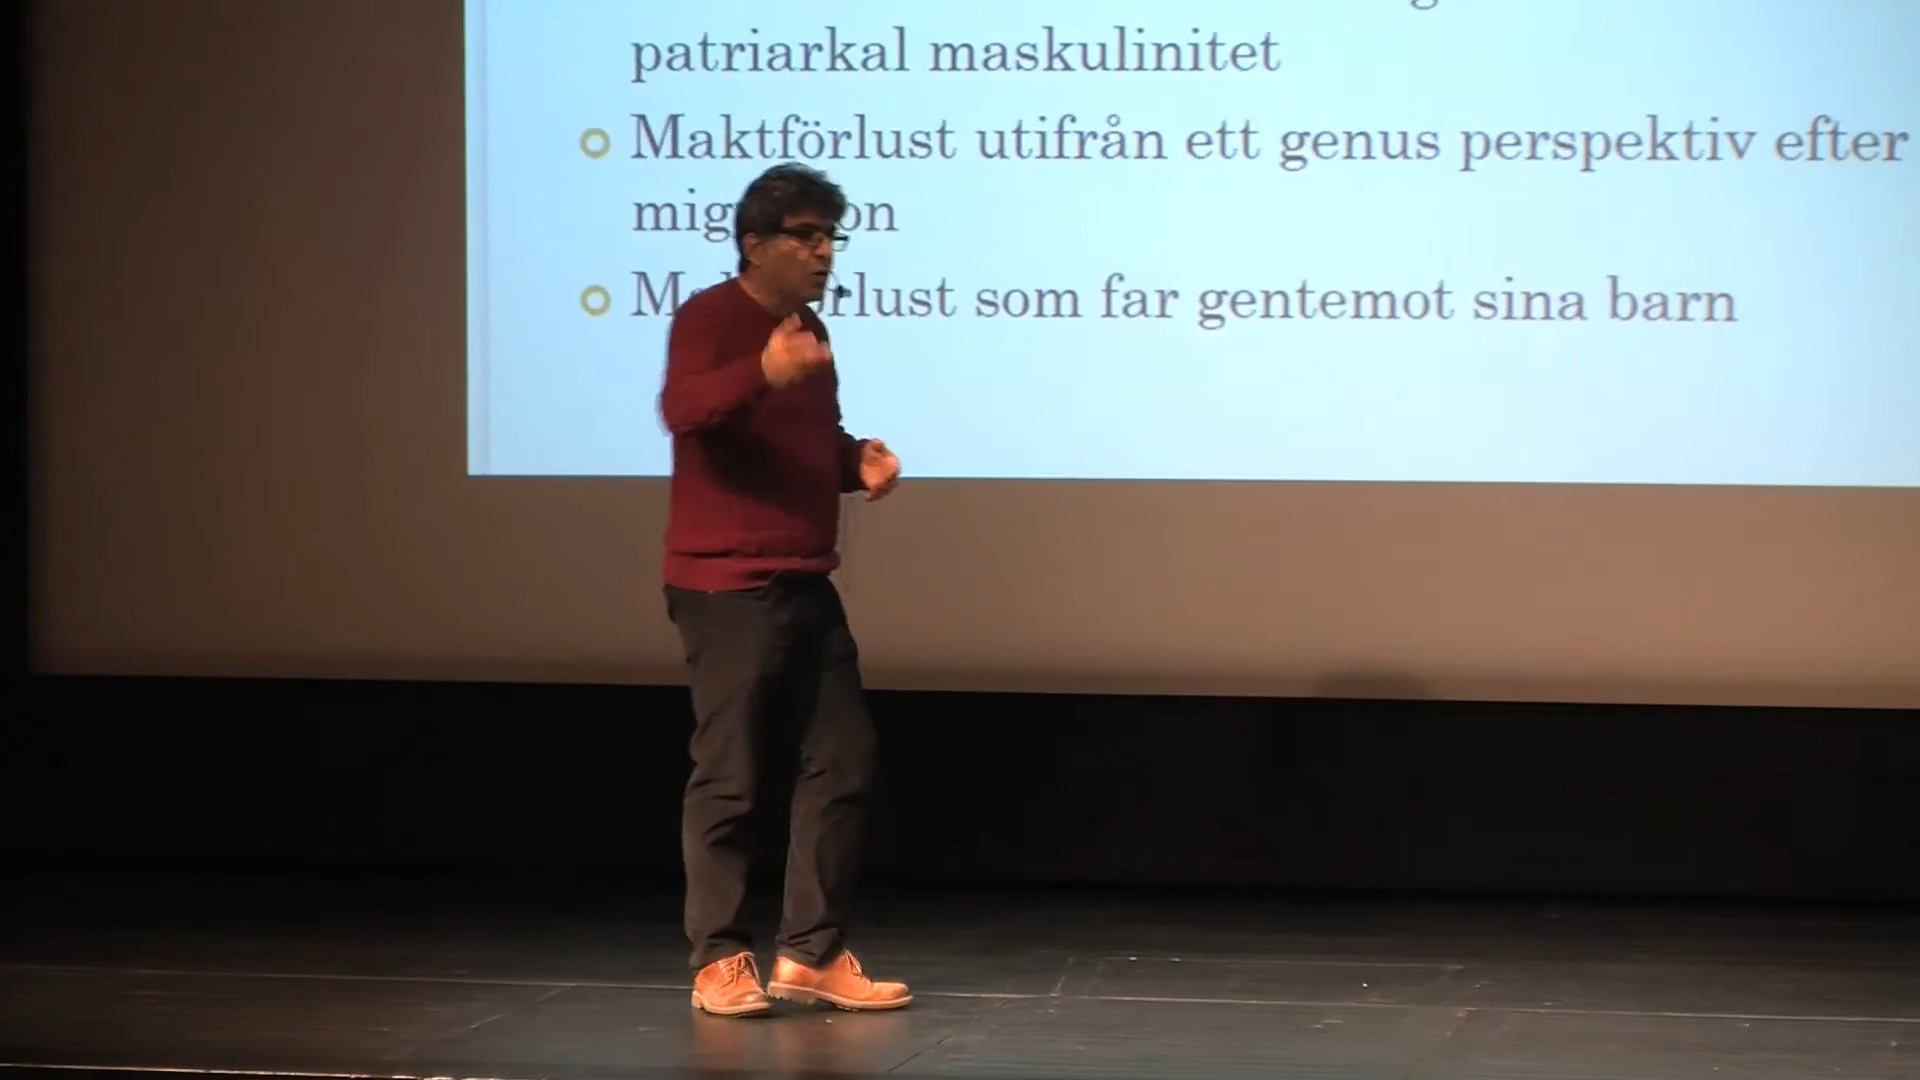 patriarkal maskulinitet
Maktförlust utifrån ett genus perspektiv efter
som far gentemot sina barn